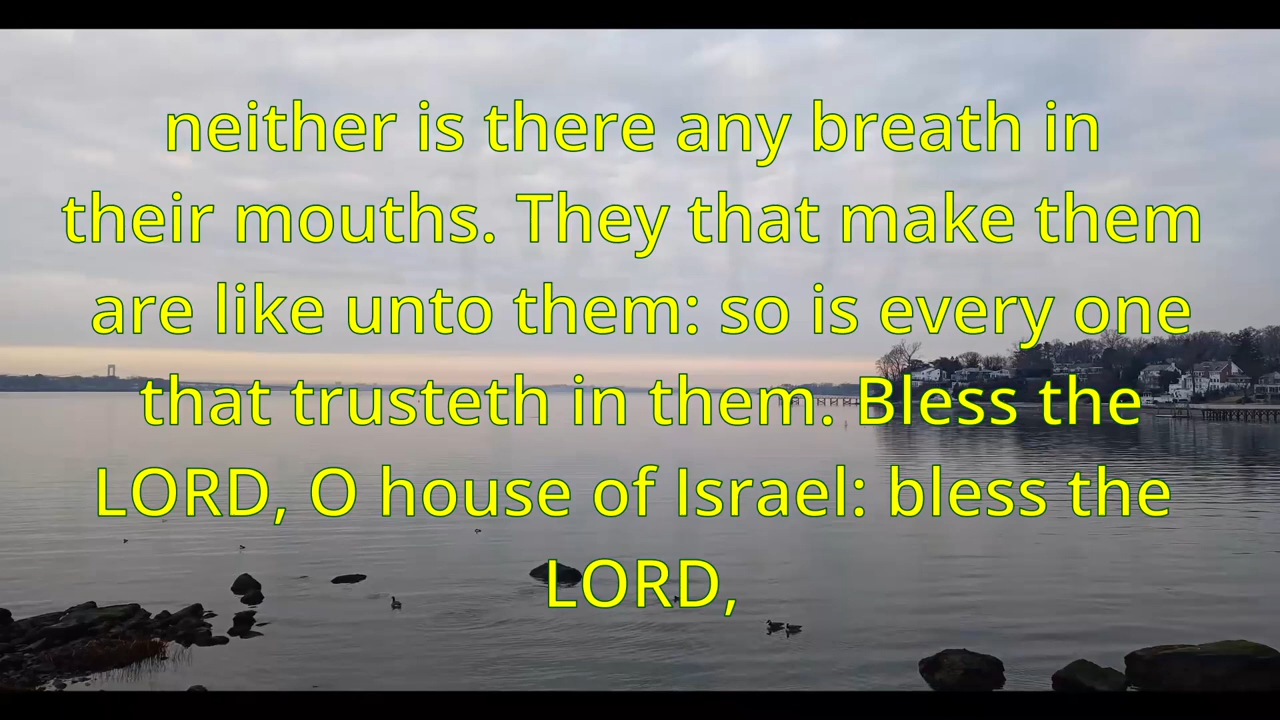 neither is there any breath in
their mouths. They that make them
are like unto them: so is every one
that trusteth in them. Bless the
LORD, O house of Israel: bless the
LORD,